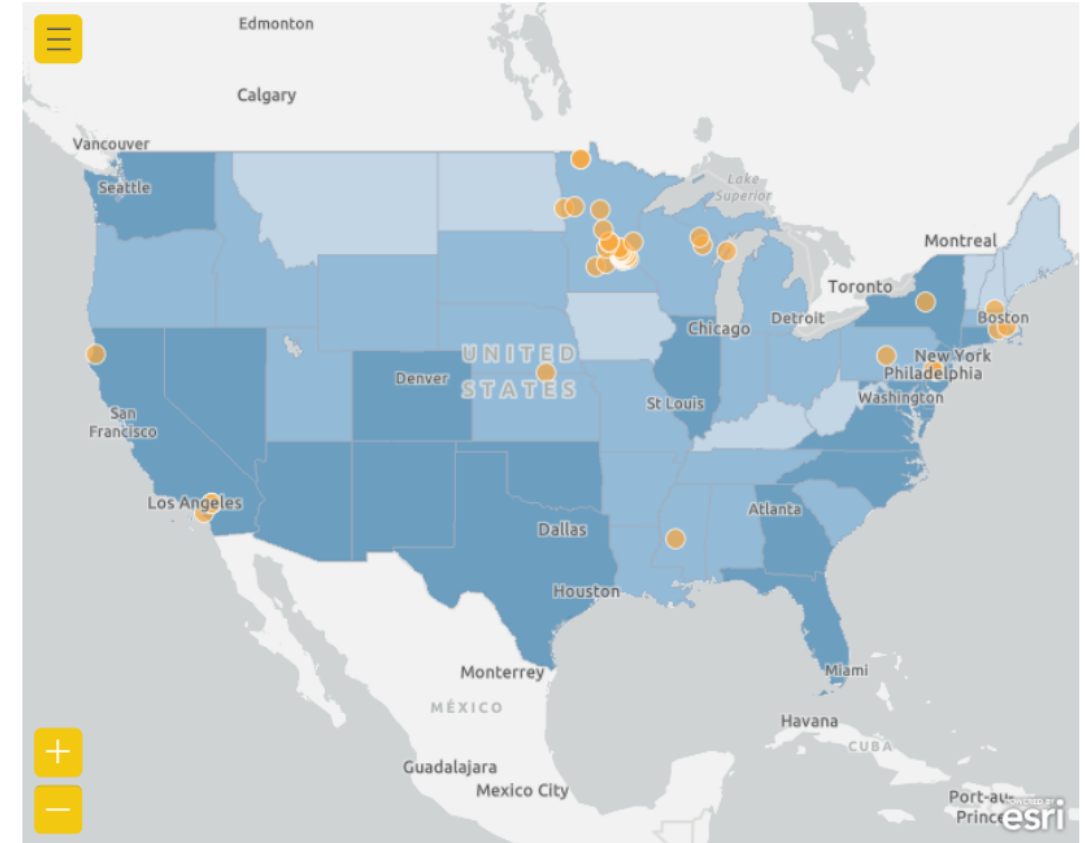 Edmonton
Calgary
Vancouver
Seattle
Lake
Superior
Montreal
Toronto
Boston
Detroit
Chicago
UNITED
STATES
New York
Denver
Philadelphia
Washington
St Louis
San
Francisco
Los Angeles
Atlanta
Dallas
Houston
Miami
Monterrey
MÉXICO
Havana
CUBA
Guadalajara
Mexico City
Port-au-
Prince
POWERED BY
esri